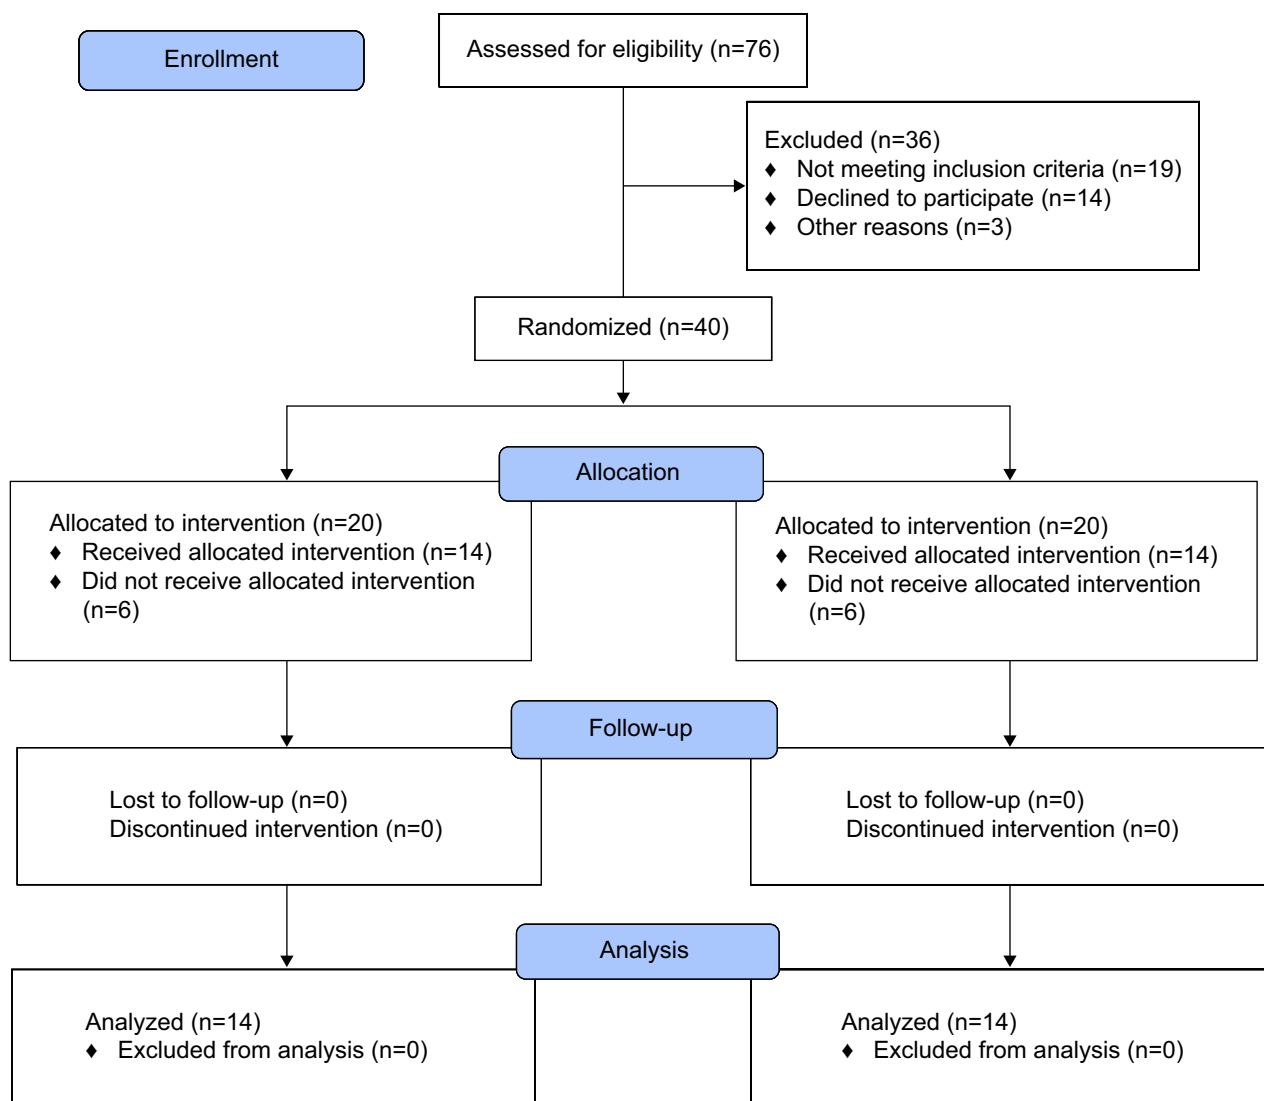 Enrollment
Assessed for eligibility (n=76)
Excluded (n=36)
♦ Not meeting inclusion criteria (n=19)
♦ Declined to participate (n=14)
♦ Other reasons (n=3)
Randomized (n=40)
Allocation
Allocated to intervention (n=20)
♦ Received allocated intervention (n=14)
♦ Did not receive allocated intervention
(n=6)
Allocated to intervention (n=20)
♦ Received allocated intervention (n=14)
♦ Did not receive allocated intervention
(n=6)
Follow-up
Lost to follow-up (n=0)
Discontinued intervention (n=0)
Lost to follow-up (n=0)
Discontinued intervention (n=0)
Analysis
Analyzed (n=14)
♦ Excluded from analysis (n=0)
Analyzed (n=14)
♦ Excluded from analysis (n=0)